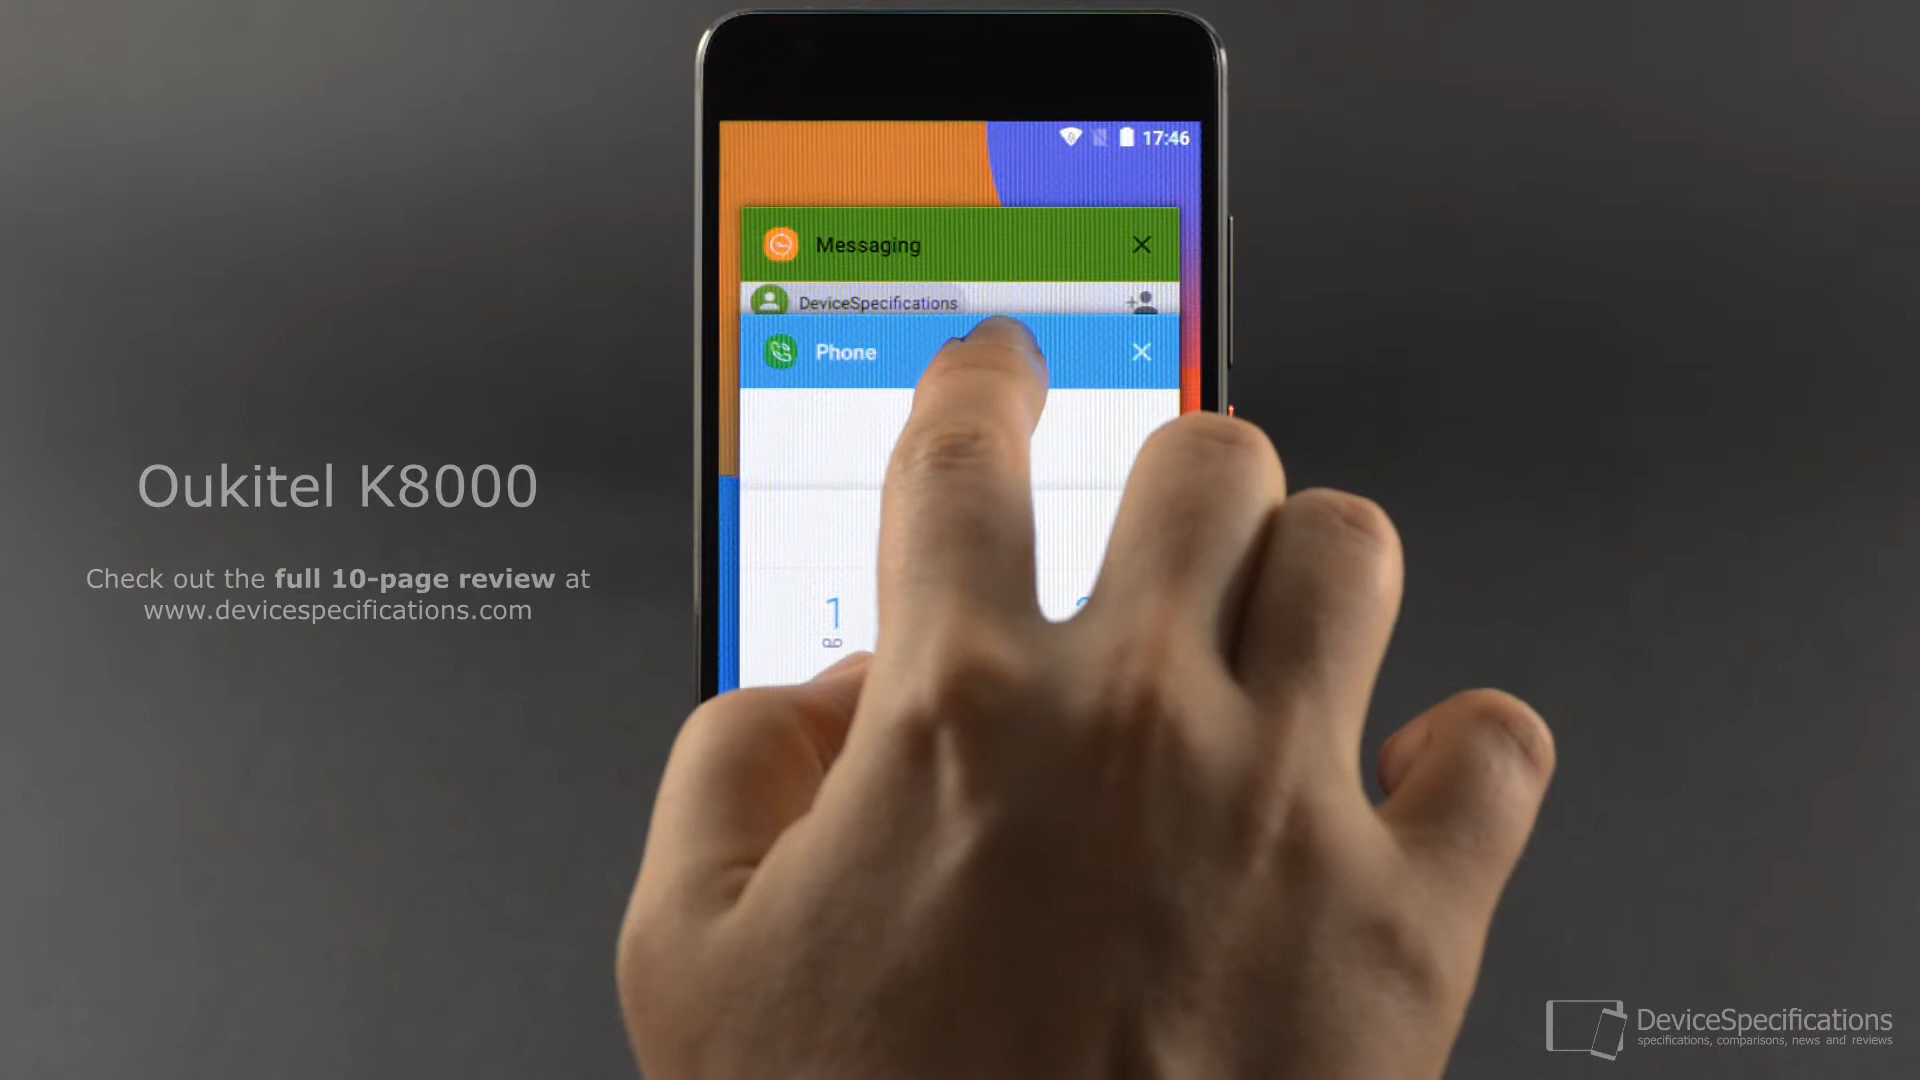 17:46
Messaging
DeviceSpecifications
Phone
1
Oukitel K8000
Check out the full 10-page review at
www.devicespecifications.com
DeviceSpecifications
specifications, comparisons, news and reviews